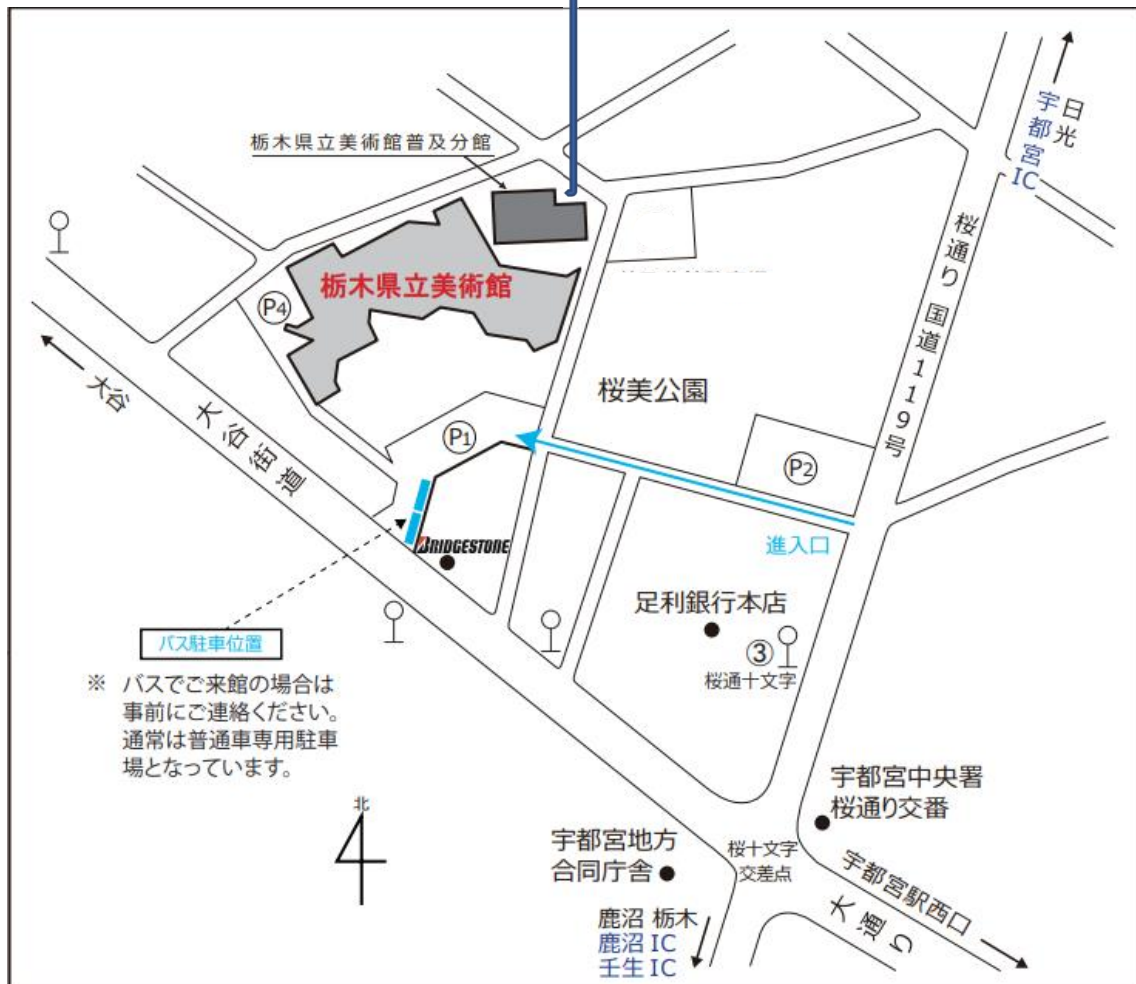 栃木県立美術館普及分館
日光
宇都宮IC
桜通り 国道119号
栃木県立美術館
P4
大谷
大谷街道
桜美公園
P1
P2
進入口
BRIDGESTONE
足利銀行本店
③
桜通十文字
バス駐車位置
※ バスでご来館の場合は
事前にご連絡ください。
通常は普通車専用駐車
場となっています。
北
宇都宮中央署
桜通り交番
宇都宮地方
合同庁舎
桜十文字
交差点
宇都宮駅西口
大通り
鹿沼 栃木
鹿沼 IC
壬生 IC